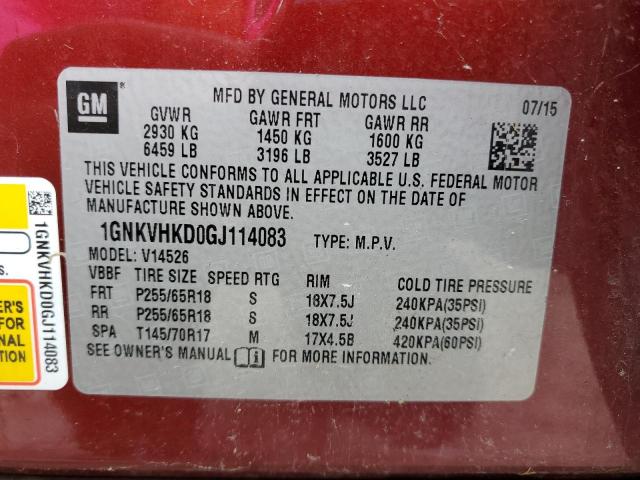 GM
MFD BY GENERAL MOTORS LLC 07/15
GVWR GAWR FRT GAWR RR
2930 KG 1450 KG 1600 KG
6459 LB 3196 LB 3527 LB
THIS VEHICLE CONFORMS TO ALL APPLICABLE U.S. FEDERAL MOTOR
VEHICLE SAFETY STANDARDS IN EFFECT ON THE DATE OF
MANUFACTURE SHOWN ABOVE.
1GNKVHKD0GJ114083 TYPE: M.P.V.
MODEL: V14526
VBBF TIRE SIZE SPEED RTG RIM COLD TIRE PRESSURE
FRT P255/65R18 S 18X7.5J 240KPA(35PSI)
RR P255/65R18 S 18X7.5J 240KPA(35PSI)
SPA T145/70R17 M 17X4.5B 420KPA(60PSI)
SEE OWNER'S MANUAL i FOR MORE INFORMATION.
1GNKVHKD0GJ114083
s.
ER'S
FOR
NAL
ATION